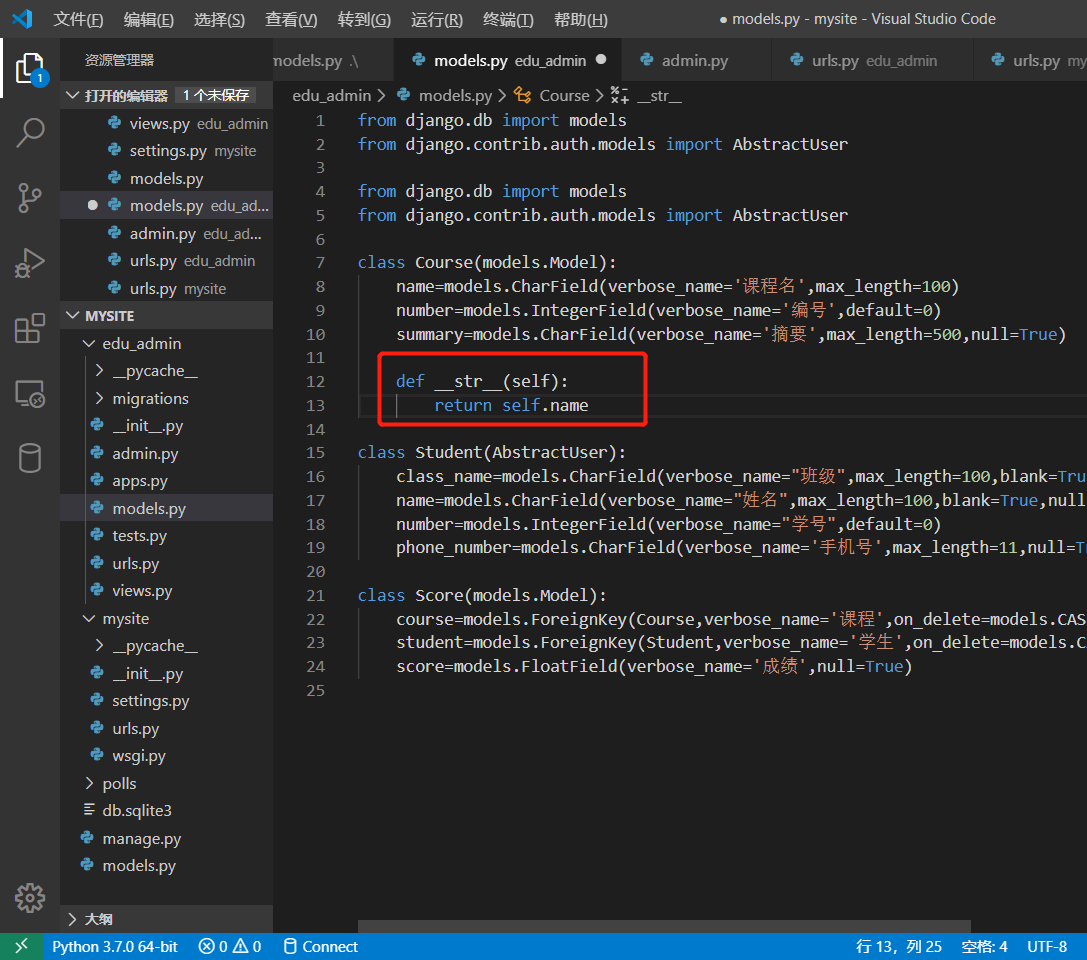 文件(F) 编辑(E) 选择(S) 查看(V) 转到(G) 运行(R) 终端(T) 帮助(H) ● models.py - mysite - Visual Studio Code
资源管理器
models.py .\ models.py edu_admin ● admin.py urls.py edu_admin urls.py my
打开的编辑器 1 个未保存
views.py edu_admin
settings.py mysite
models.py
models.py edu_ad...
admin.py edu_ad...
urls.py edu_admin
urls.py mysite
MYSITE
edu_admin
__pycache__
migrations
__init__.py
admin.py
apps.py
models.py
tests.py
urls.py
views.py
mysite
__pycache__
__init__.py
settings.py
urls.py
wsgi.py
polls
db.sqlite3
manage.py
models.py
大纲
1
edu_admin > models.py > Course > __str__
1 from django.db import models
2 from django.contrib.auth.models import AbstractUser
3
4 from django.db import models
5 from django.contrib.auth.models import AbstractUser
6
7 class Course(models.Model):
8 name=models.CharField(verbose_name='课程名',max_length=100)
9 number=models.IntegerField(verbose_name='编号',default=0)
10 summary=models.CharField(verbose_name='摘要',max_length=500,null=True)
11
12 def __str__(self):
13 return self.name
14
15 class Student(AbstractUser):
16 class_name=models.CharField(verbose_name="班级",max_length=100,blank=Tru
17 name=models.CharField(verbose_name="姓名",max_length=100,blank=True,null
18 number=models.IntegerField(verbose_name="学号",default=0)
19 phone_number=models.CharField(verbose_name='手机号',max_length=11,null=T
20
21 class Score(models.Model):
22 course=models.ForeignKey(Course,verbose_name='课程',on_delete=models.CAS
23 student=models.ForeignKey(Student,verbose_name='学生',on_delete=models.C
24 score=models.FloatField(verbose_name='成绩',null=True)
25
Python 3.7.0 64-bit 0 0 Connect 行 13，列 25 空格: 4 UTF-8